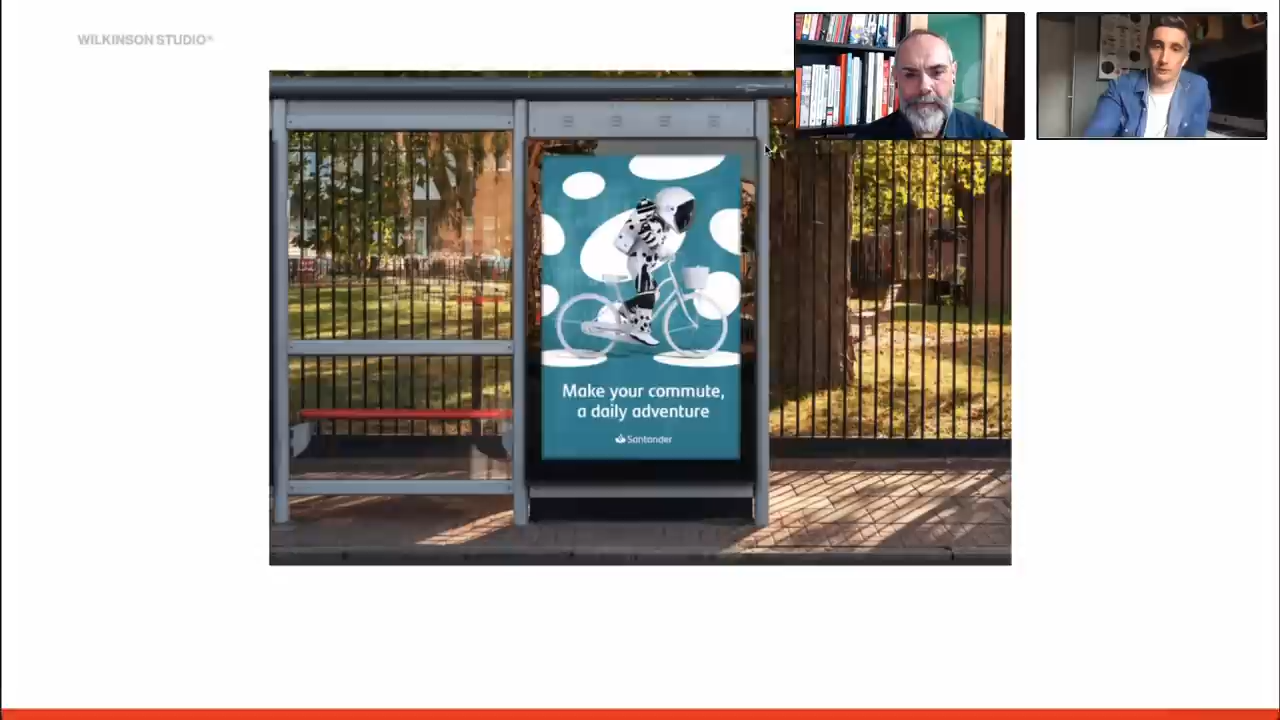 WILKINSON STUDIO®
Make your commute,
a daily adventure
Santander